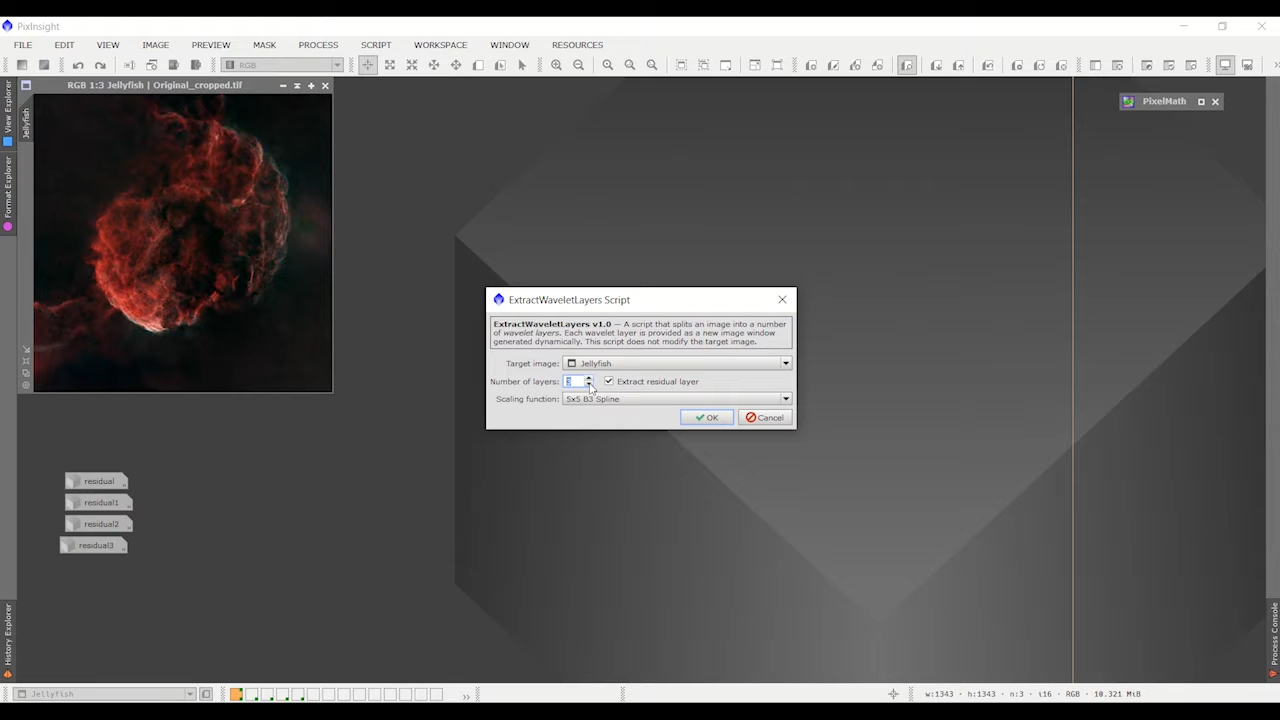 PixInsight
FILE EDIT VIEW IMAGE PREVIEW MASK PROCESS SCRIPT WORKSPACE WINDOW RESOURCES
RGB
RGB 1:3 Jellyfish | Original_cropped.tif
Jellyfish
View Explorer
Format Explorer
History Explorer
Process Console
PixelMath
ExtractWaveletLayers Script
ExtractWaveletLayers v1.0 — A script that splits an image into a number
of wavelet layers. Each wavelet layer is provided as a new image window
generated dynamically. This script does not modify the target image.
Target image: Jellyfish
Number of layers: 3 Extract residual layer
Scaling function: 5x5 B3 Spline
OK Cancel
residual
residual1
residual2
residual3
Jellyfish
w:1343 · h:1343 · n:3 · i16 · RGB · 10.321 MiB